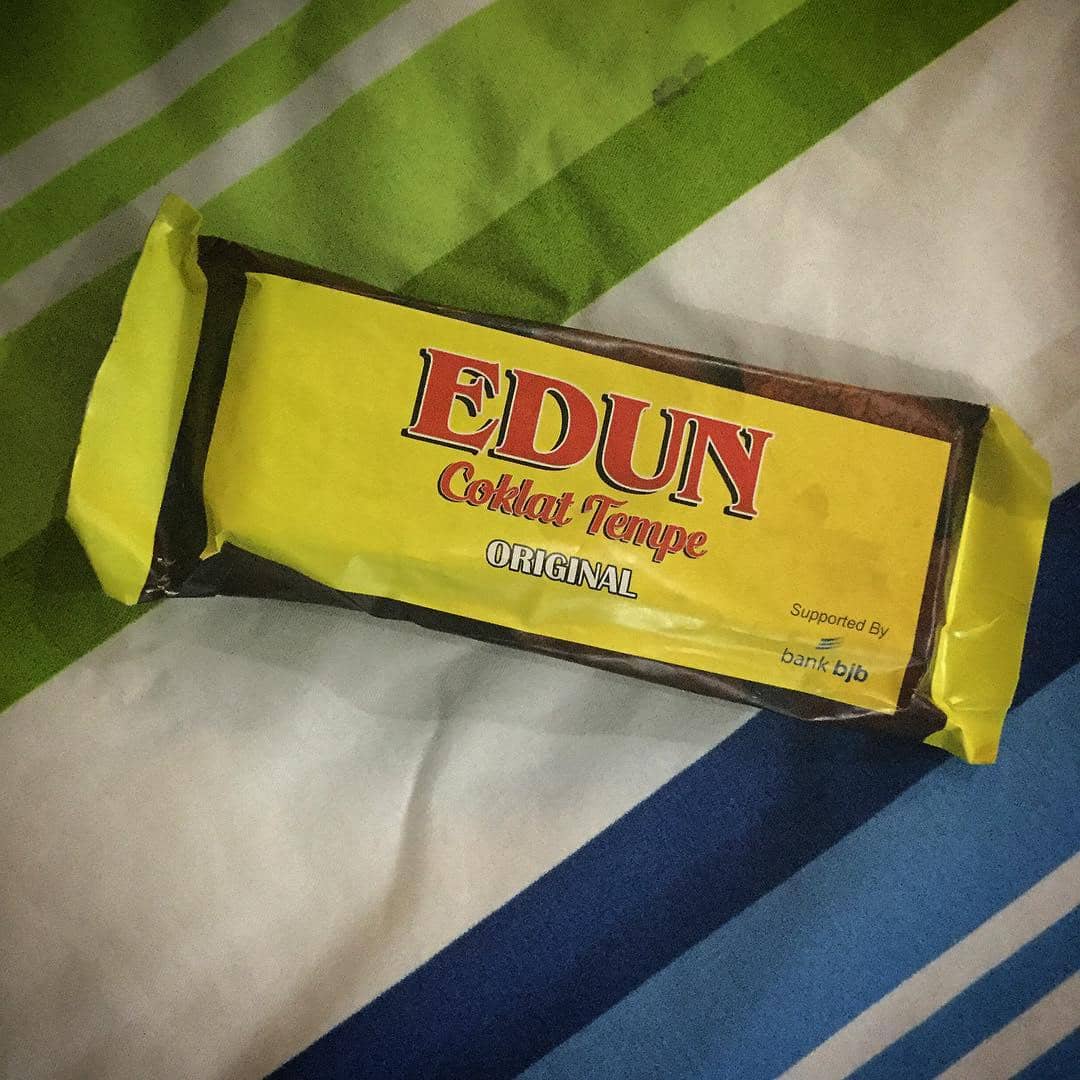 EDUN
Coklat Tempe
ORIGINAL
Supported By
bank bjb